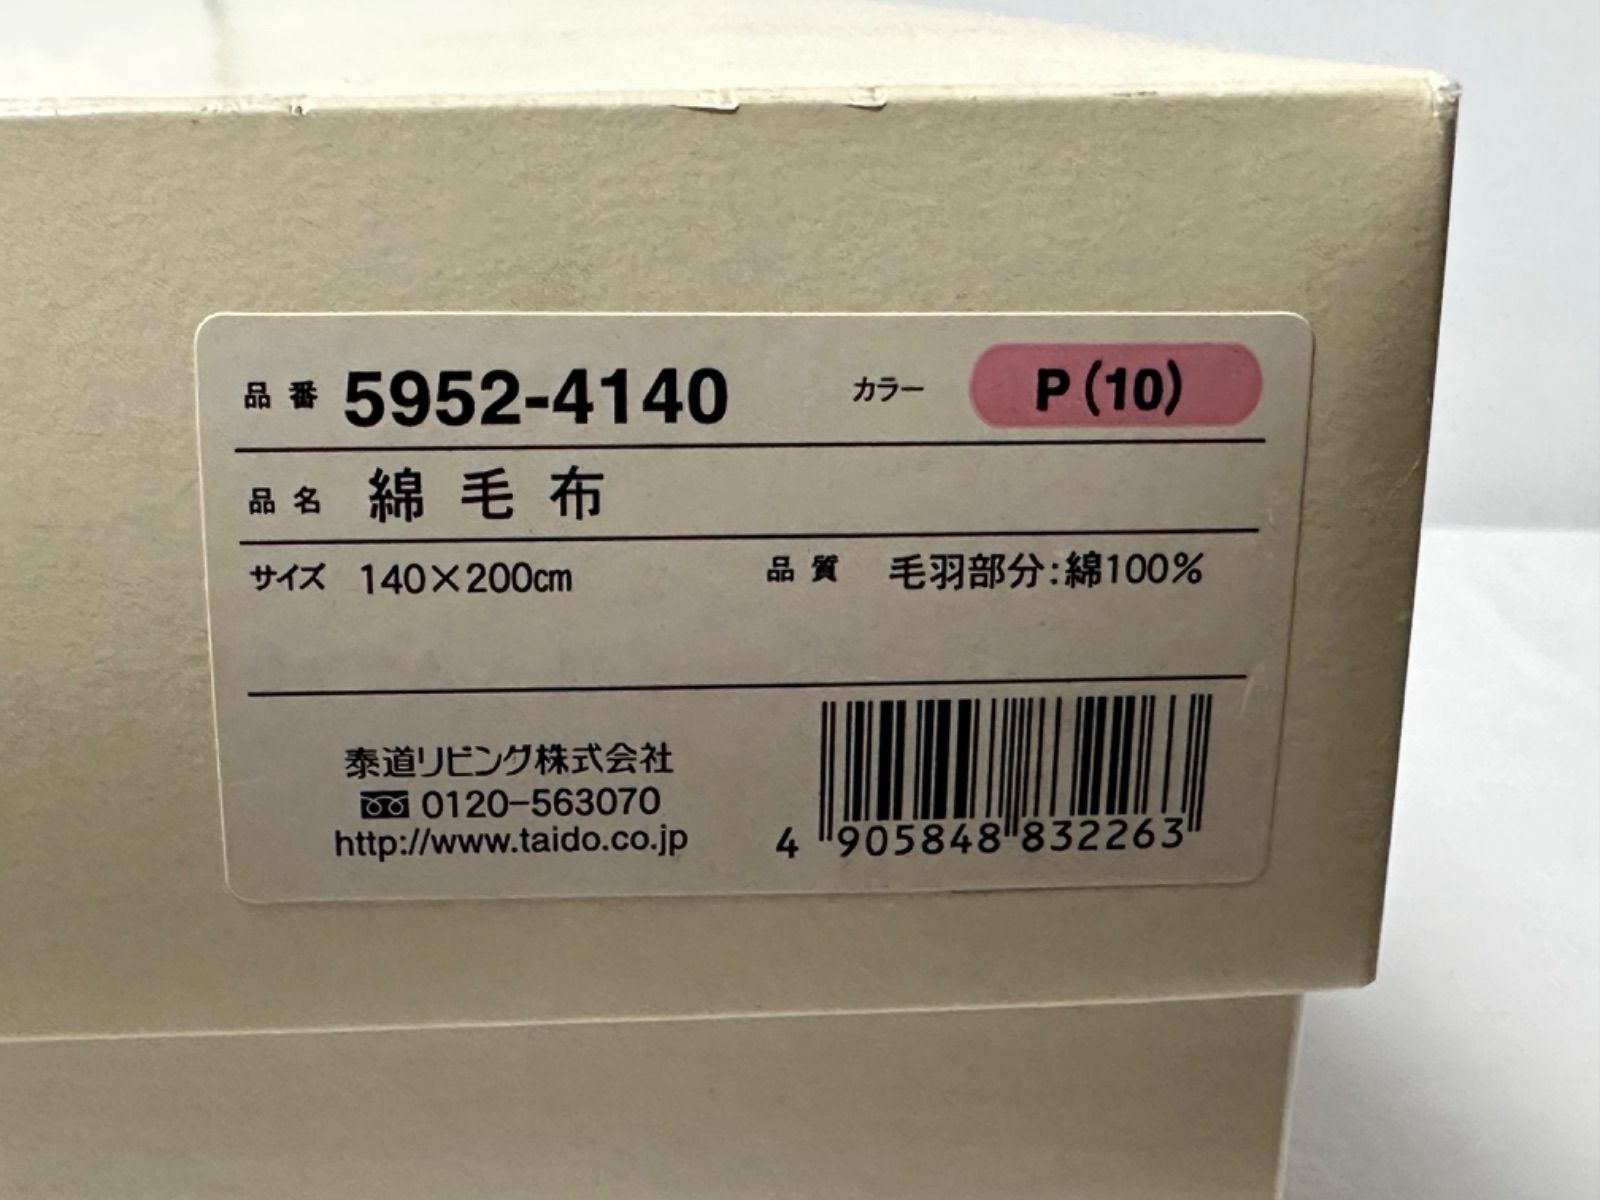 品番 5952-4140 カラー P(10)
品名 綿毛布
サイズ 140×200cm 品質 毛羽部分:綿100%
泰道リビング株式会社
0120-563070
http://www.taido.co.jp
4 905848 832263